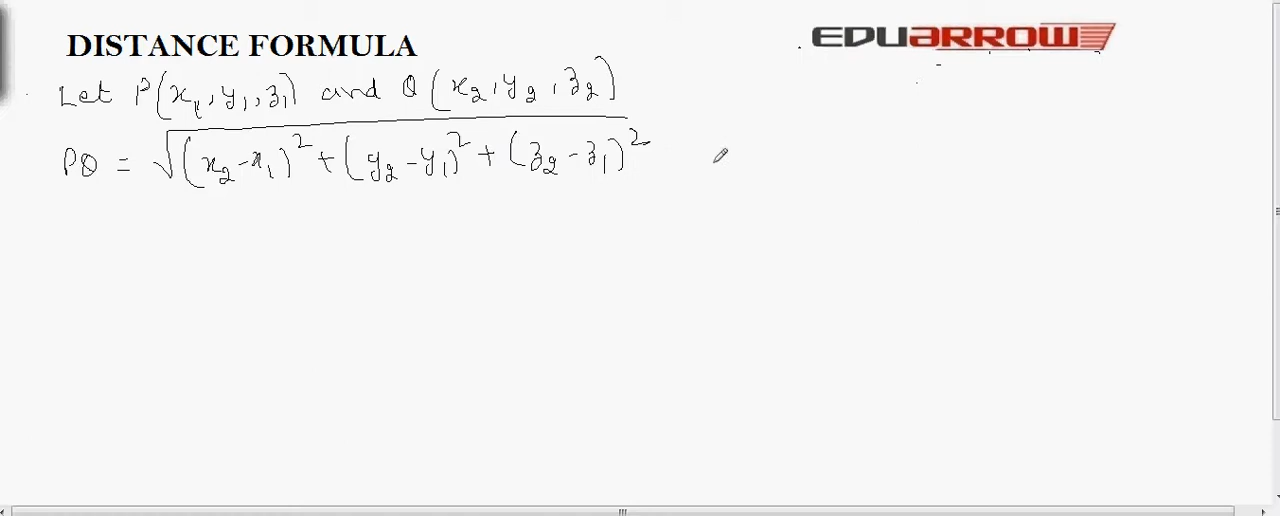 DISTANCE FORMULA
EDUARROW
Let P(x₁, y₁, z₁) and Q(x₂, y₂, z₂)
PQ = √(x₂-x₁)² + (y₂-y₁)² + (z₂-z₁)²